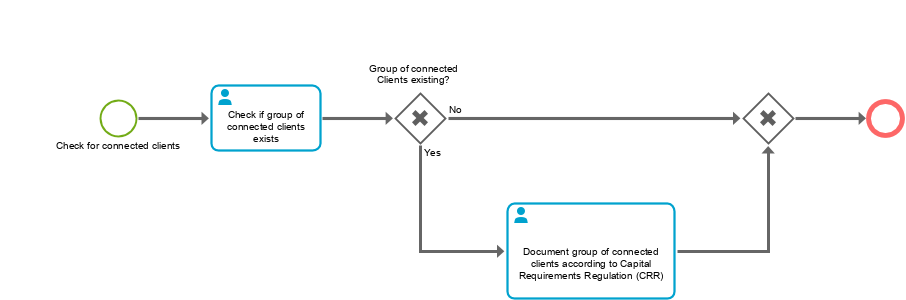 Group of connected
Clients existing?
Check if group of
connected clients
exists
No
Check for connected clients
Yes
Document group of connected
clients according to Capital
Requirements Regulation (CRR)